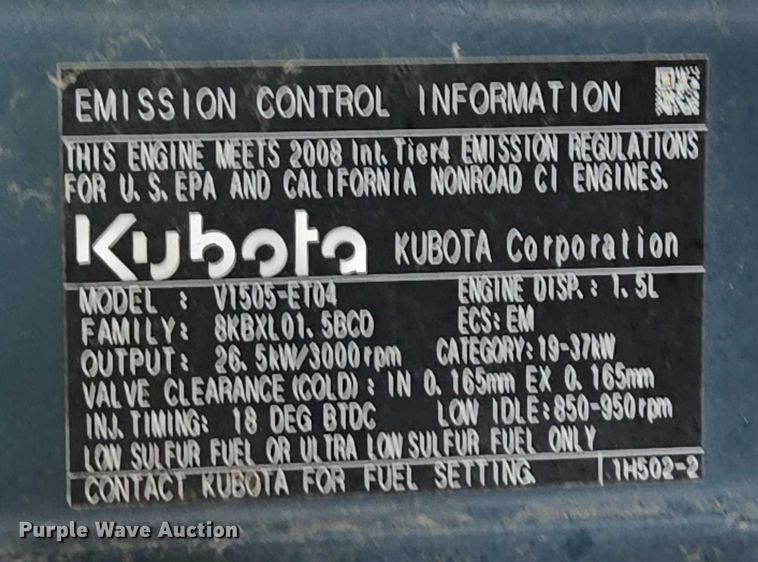 EMISSION CONTROL INFORMATION
THIS ENGINE MEETS 2008 Int. Tier4 EMISSION REGULATIONS
FOR U.S. EPA AND CALIFORNIA NONROAD CI ENGINES.
Kubota KUBOTA Corporation
MODEL : V1505-ET04 ENGINE DISP. : 1.5L
FAMILY: 8KBXL01.5BCD ECS: EM
OUTPUT: 26.5kW/3000rpm CATEGORY: 19-37kW
VALVE CLEARANCE (COLD) : IN 0.165mm EX 0.165mm
INJ. TIMING: 18 DEG BTDC LOW IDLE: 850-950rpm
LOW SULFUR FUEL OR ULTRA LOW SULFUR FUEL ONLY
CONTACT KUBOTA FOR FUEL SETTING. 1H502-2
Purple Wave Auction